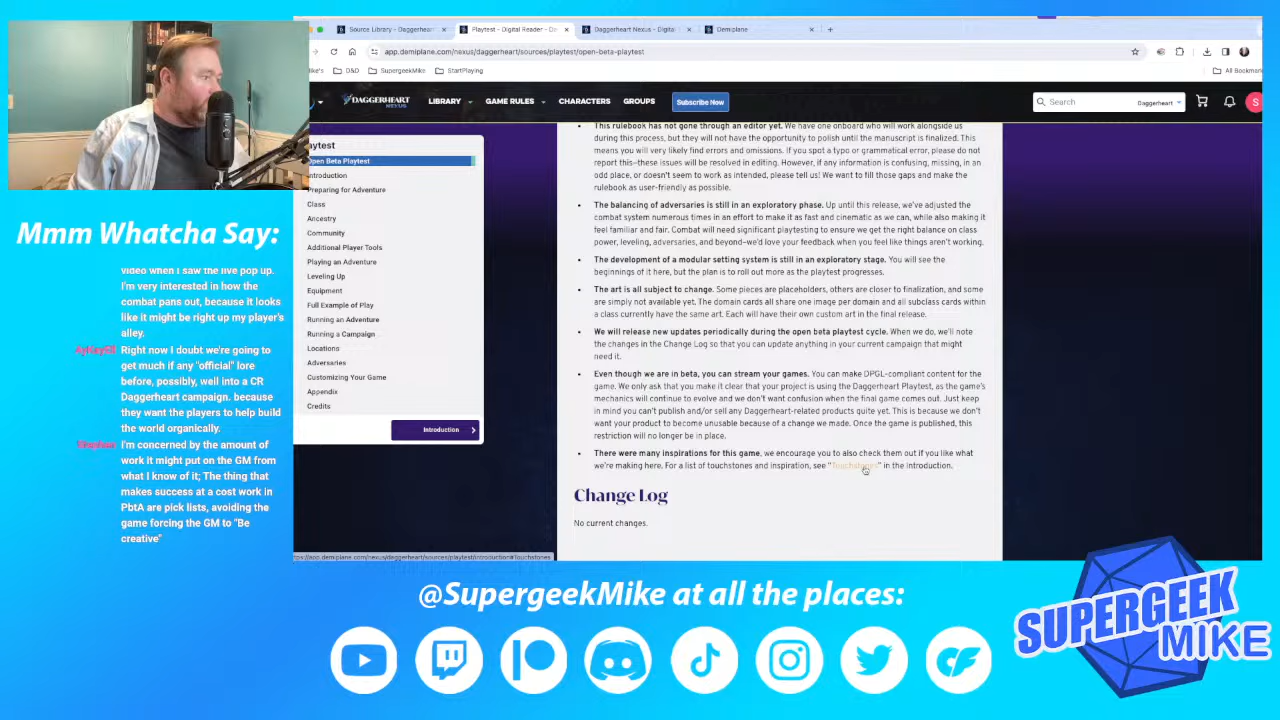 Source Library - Daggerhear
Playtest - Digital Reader - De
Daggerheart Nexus - Digital
Demiplane
app.demiplane.com/nexus/daggerheart/sources/playtest/open-beta-playtest
D&D
SupergeekMike
StartPlaying
All Bookmar
DAGGERHEART
NEXUS
LIBRARY
GAME RULES
CHARACTERS
GROUPS
Subscribe Now
Search
Daggerheart
S
laytest
Open Beta Playtest
Introduction
Preparing for Adventure
Class
Ancestry
Community
Additional Player Tools
Playing an Adventure
Leveling Up
Equipment
Full Example of Play
Running an Adventure
Running a Campaign
Locations
Adversaries
Customizing Your Game
Appendix
Credits
Introduction
This rulebook has not gone through an editor yet. We have one onboard who will work alongside us
during this process, but they will not have the opportunity to polish until the manuscript is finalized. This
means you will very likely find errors and omissions. If you spot a typo or grammatical error, please do not
report this–these issues will be resolved in editing. However, if any information is confusing, missing, in an
odd place, or doesn't seem to work as intended, please tell us! We want to fill those gaps and make the
rulebook as user-friendly as possible.
The balancing of adversaries is still in an exploratory phase. Up until this release, we've adjusted the
combat system numerous times in an effort to make it as fast and cinematic as we can, while also making it
feel familiar and fair. Combat will need significant playtesting to ensure we get the right balance on class
power, leveling, adversaries, and beyond–we'd love your feedback when you feel like things aren't working.
The development of a modular setting system is still in an exploratory stage. You will see the
beginnings of it here, but the plan is to roll out more as the playtest progresses.
The art is all subject to change. Some pieces are placeholders, others are closer to finalization, and some
are simply not available yet. The domain cards all share one image per domain and all subclass cards within
a class currently have the same art. Each will have their own custom art in the final release.
We will release new updates periodically during the open beta playtest cycle. When we do, we'll note
the changes in the Change Log so that you can update anything in your current campaign that might
need it.
Even though we are in beta, you can stream your games. You can make DPGL-compliant content for the
game. We only ask that you make it clear that your project is using the Daggerheart Playtest, as the game's
mechanics will continue to evolve and we don't want confusion when the final game comes out. Just keep
in mind you can't publish and/or sell any Daggerheart-related products quite yet. This is because we don't
want your product to become unusable because of a change we made. Once the game is published, this
restriction will no longer be in place.
There were many inspirations for this game, we encourage you to also check them out if you like what
we're making here. For a list of touchstones and inspiration, see "Touchstones" in the Introduction.
Change Log
No current changes.
ps://app.demiplane.com/nexus/daggerheart/sources/playtest/introduction#Touchstones
Mmm Whatcha Say:
video when I saw the live pop up.
I'm very interested in how the
combat pans out, because it looks
like it might be right up my player's
alley.
Right now I doubt we're going to
get much if any "official" lore
before, possibly, well into a CR
Daggerheart campaign. because
they want the players to help build
the world organically.
I'm concerned by the amount of
work it might put on the GM from
what I know of it; The thing that
makes success at a cost work in
PbtA are pick lists, avoiding the
game forcing the GM to "Be
creative"
@SupergeekMike at all the places:
SUPERGEEK
MIKE